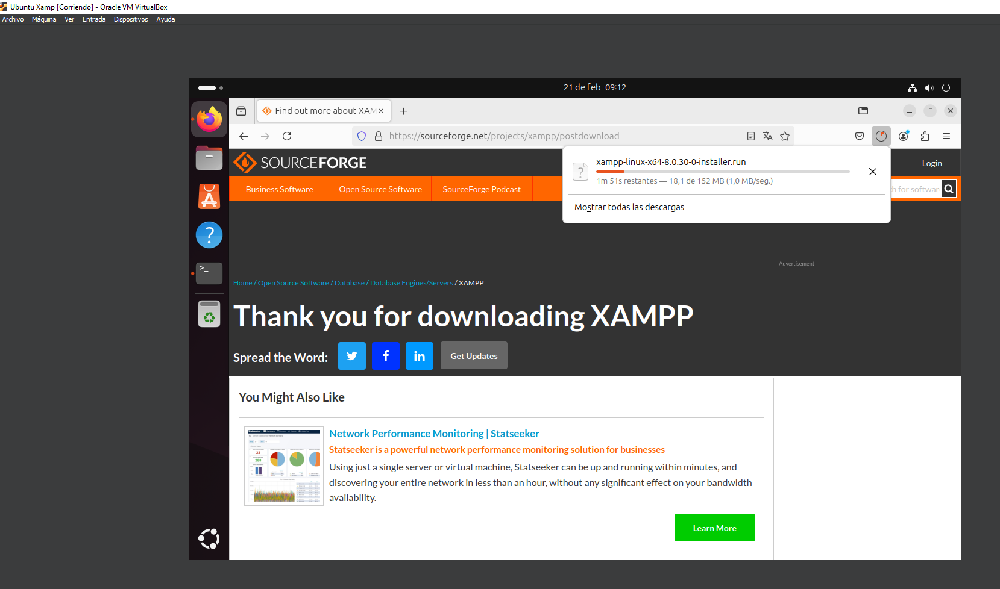 Ubuntu Xamp [Corriendo] - Oracle VM VirtualBox
Archivo Máquina Ver Entrada Dispositivos Ayuda
21 de feb 09:12
Find out more about XAM
https://sourceforge.net/projects/xampp/postdownload
SOURCEFORGE
Login
xampp-linux-x64-8.0.30-0-installer.run
1m 51s restantes — 18,1 de 152 MB (1,0 MB/seg.)
Mostrar todas las descargas
Business Software
Open Source Software
SourceForge Podcast
h for softwar
Advertisement
Home / Open Source Software / Database / Database Engines/Servers / XAMPP
Thank you for downloading XAMPP
Spread the Word:
Get Updates
You Might Also Like
Network Performance Monitoring | Statseeker
Statseeker is a powerful network performance monitoring solution for businesses
Using just a single server or virtual machine, Statseeker can be up and running within minutes, and
discovering your entire network in less than an hour, without any significant effect on your bandwidth
availability.
Learn More